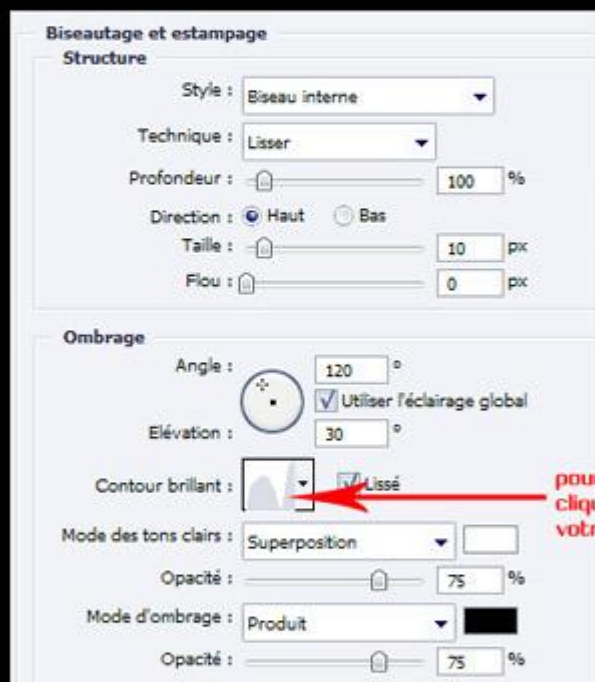 Biseautage et estampage
Structure
Style : Biseau interne
Technique : Lisser
Profondeur : 100 %
Direction : Haut Bas
Taille : 10 px
Flou : 0 px
Ombrage
Angle : 120 °
Utiliser l'éclairage global
Elévation : 30 °
Contour brillant : Lissé
Mode des tons clairs : Superposition
Opacité : 75 %
Mode d'ombrage : Produit
Opacité : 75 %